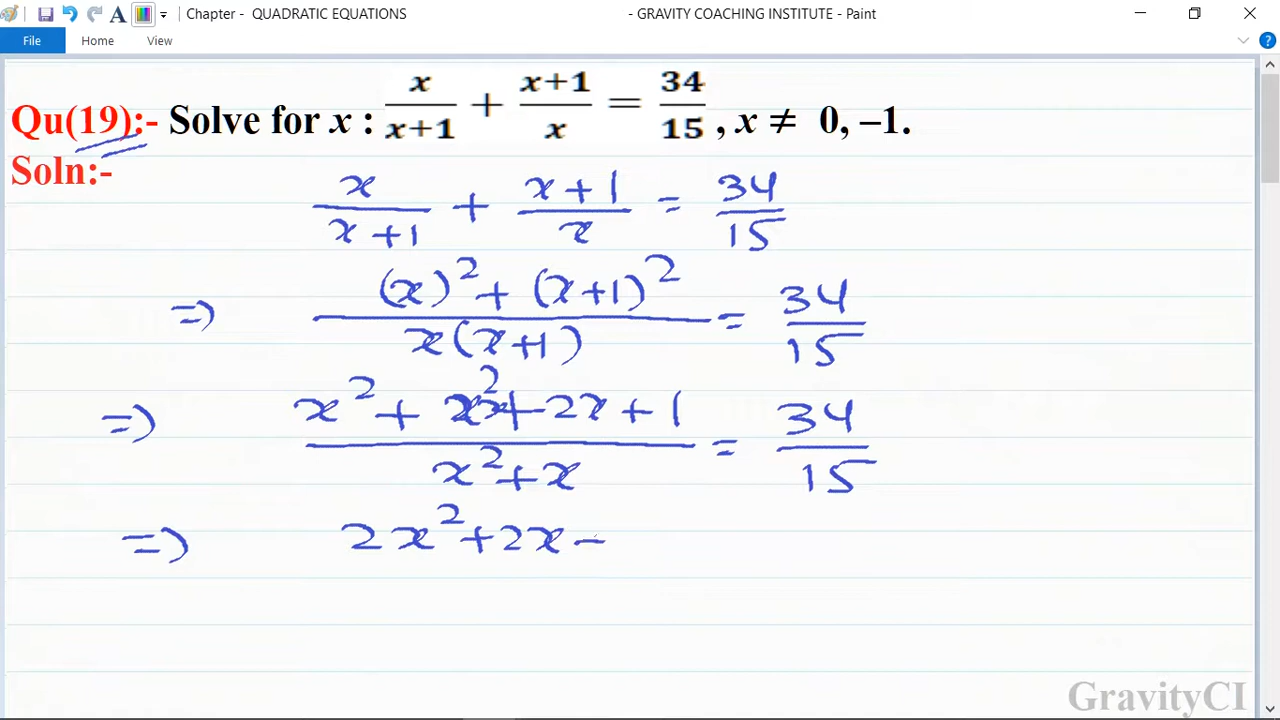 Chapter - QUADRATIC EQUATIONS - GRAVITY COACHING INSTITUTE - Paint
File Home View
Qu(19):- Solve for x : x/(x+1) + (x+1)/x = 34/15 , x ≠ 0, –1.
Soln:-
x/(x+1) + (x+1)/x = 34/15
=> ((x)² + (x+1)²)/(x(x+1)) = 34/15
=> (x² + x² + 2x + 1)/(x² + x) = 34/15
=> 2x² + 2x -
GravityCI